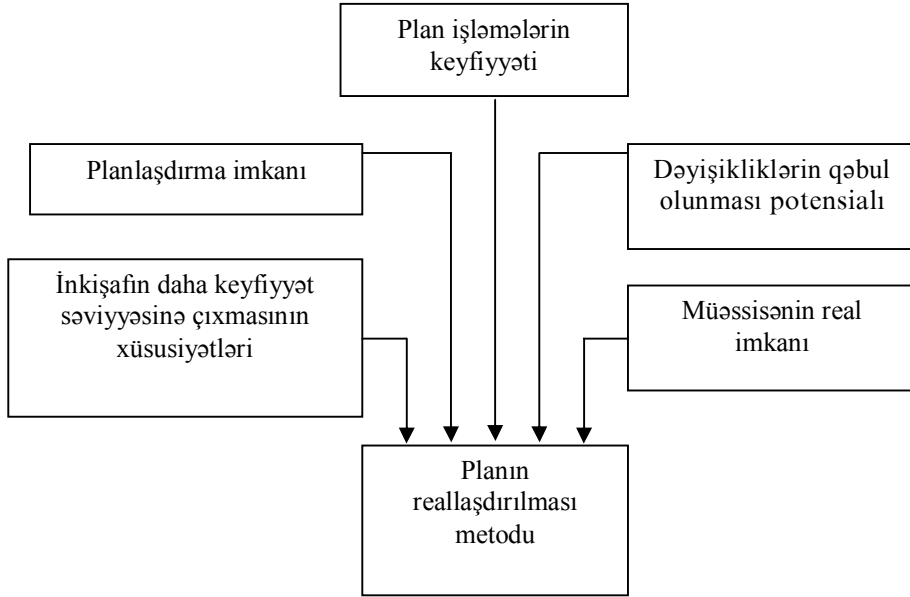 Plan işləmələrin
keyfiyyəti
Planlaşdırma imkanı
Dəyişikliklərin qəbul
olunması potensialı
İnkişafın daha keyfiyyət
səviyyəsinə çıxmasının
xüsusiyətləri
Müəssisənin real
imkanı
Planın
reallaşdırılması
metodu